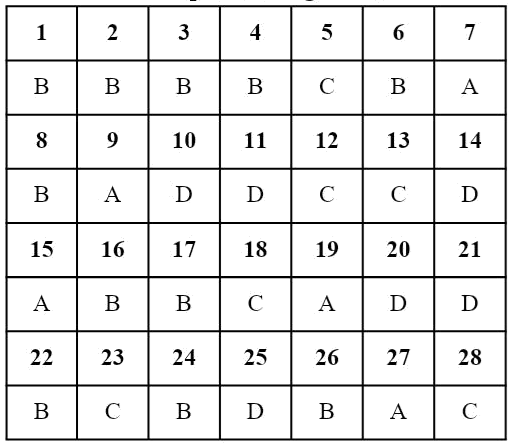 1 2 3 4 5 6 7
B B B B C B A
8 9 10 11 12 13 14
B A D D C C D
15 16 17 18 19 20 21
A B B C A D D
22 23 24 25 26 27 28
B C B D B A C